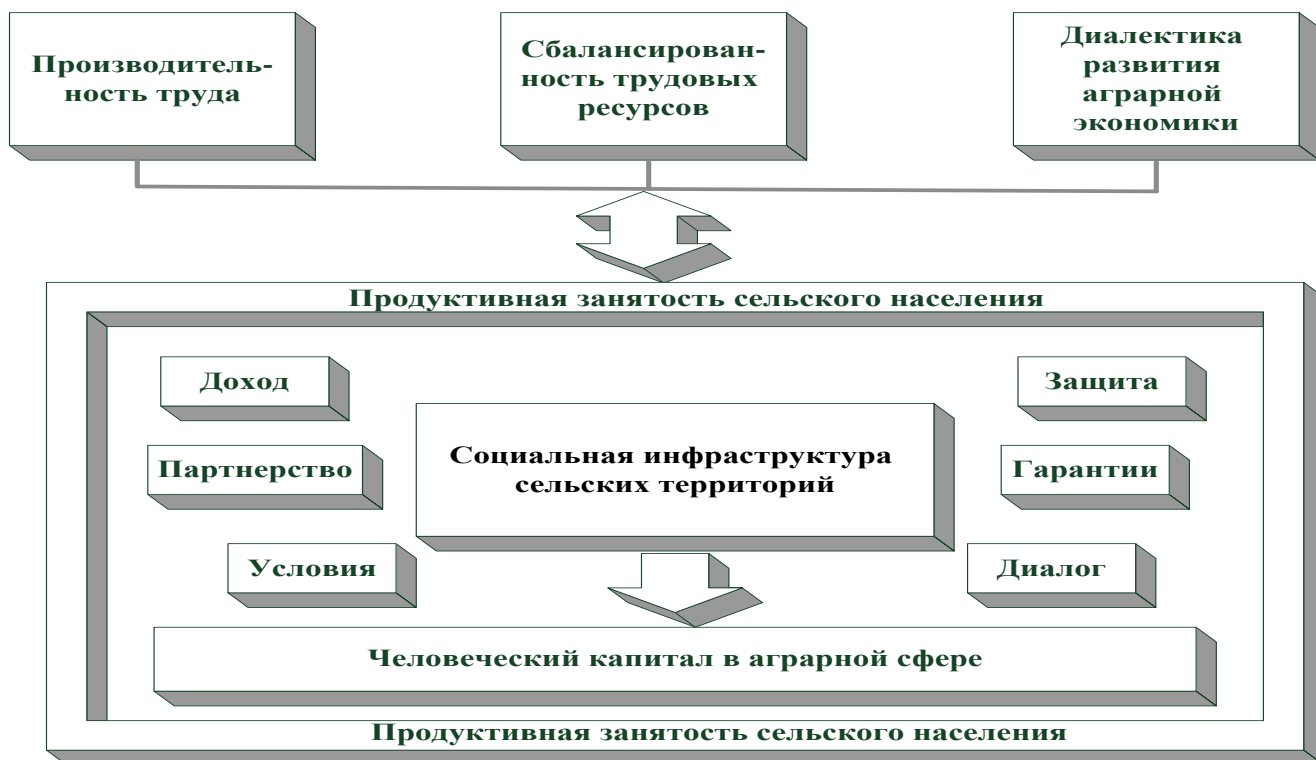 Производитель-
ность труда
Сбалансирован-
ность трудовых
ресурсов
Диалектика
развития
аграрной
экономики
Продуктивная занятость сельского населения
Доход
Защита
Партнерство
Социальная инфраструктура
сельских территорий
Гарантии
Условия
Диалог
Человеческий капитал в аграрной сфере
Продуктивная занятость сельского населения